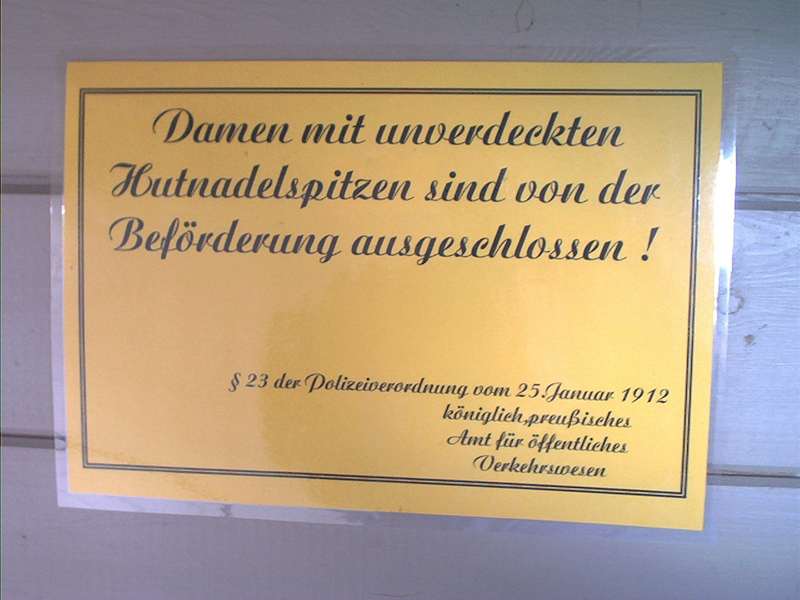 Damen mit unverdeckten
Hutnadelspitzen sind von der
Beförderung ausgeschlossen !
§ 23 der Polizeiverordnung vom 25.Januar 1912
königlich,preußisches
Amt für öffentliches
Verkehrswesen